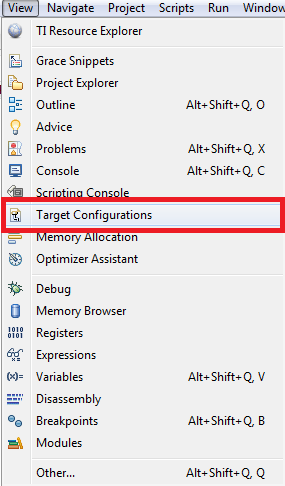 View Navigate Project Scripts Run Window
TI Resource Explorer
Grace Snippets
Project Explorer
Outline Alt+Shift+Q, O
Advice
Problems Alt+Shift+Q, X
Console Alt+Shift+Q, C
Scripting Console
Target Configurations
Memory Allocation
Optimizer Assistant
Debug
Memory Browser
1010
0101
Registers
Expressions
(x)= Variables Alt+Shift+Q, V
Disassembly
Breakpoints Alt+Shift+Q, B
Modules
Other... Alt+Shift+Q, Q